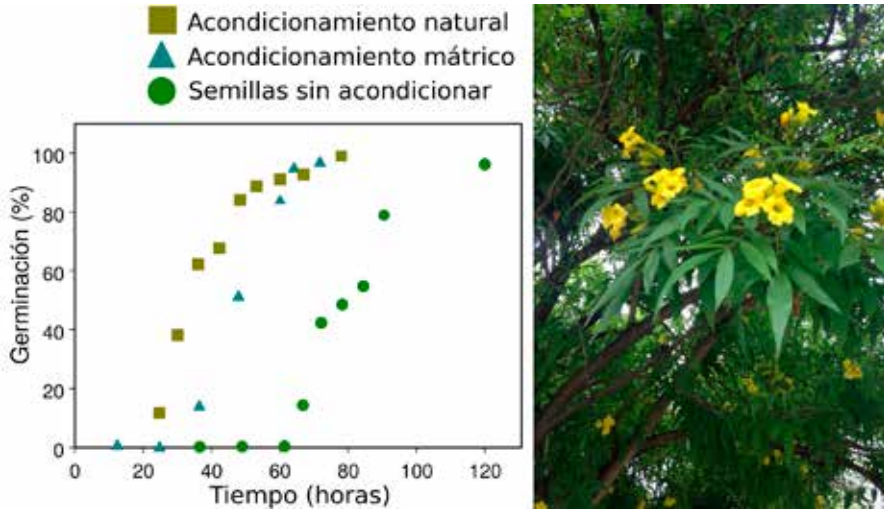 Acondicionamiento natural
Acondicionamiento mátrico
Semillas sin acondicionar
Germinación (%)
100
80
60
40
20
0
0 20 40 60 80 100 120
Tiempo (horas)